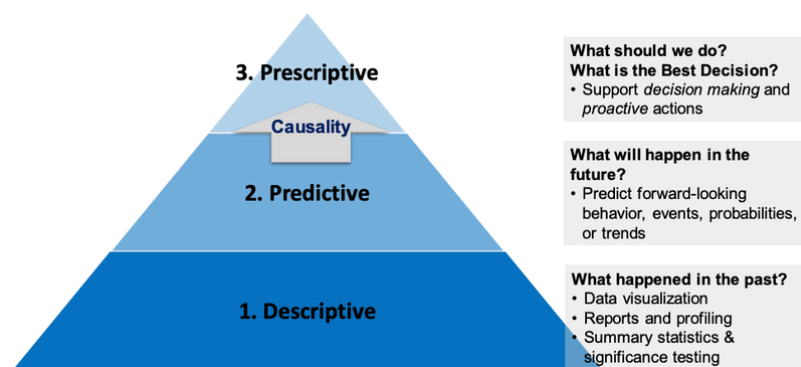 3. Prescriptive
Causality
2. Predictive
1. Descriptive
What should we do?
What is the Best Decision?
• Support decision making and
proactive actions
What will happen in the
future?
• Predict forward-looking
behavior, events, probabilities,
or trends
What happened in the past?
• Data visualization
• Reports and profiling
• Summary statistics &
significance testing